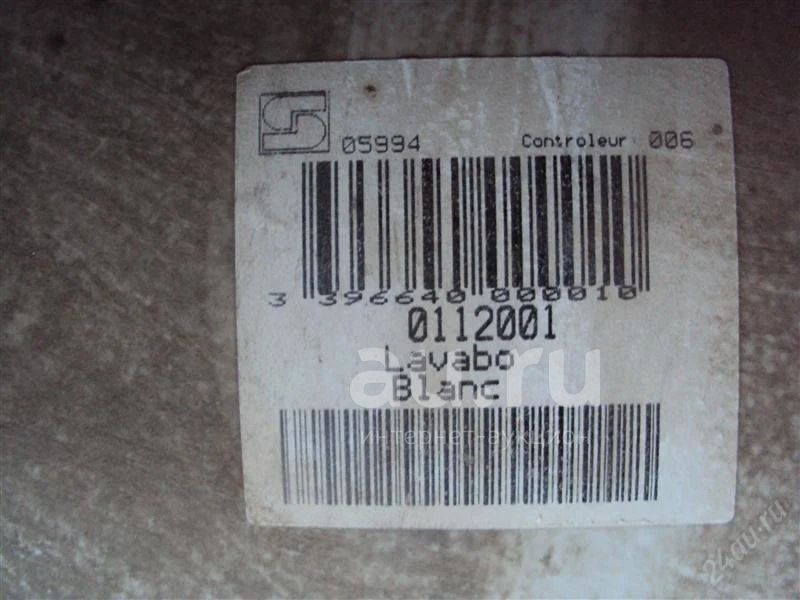 05994 Controleur 006
3 396640 000010
0112001
Lavabo
Blanc
au.ru
интернет-аукцион
24au.ru